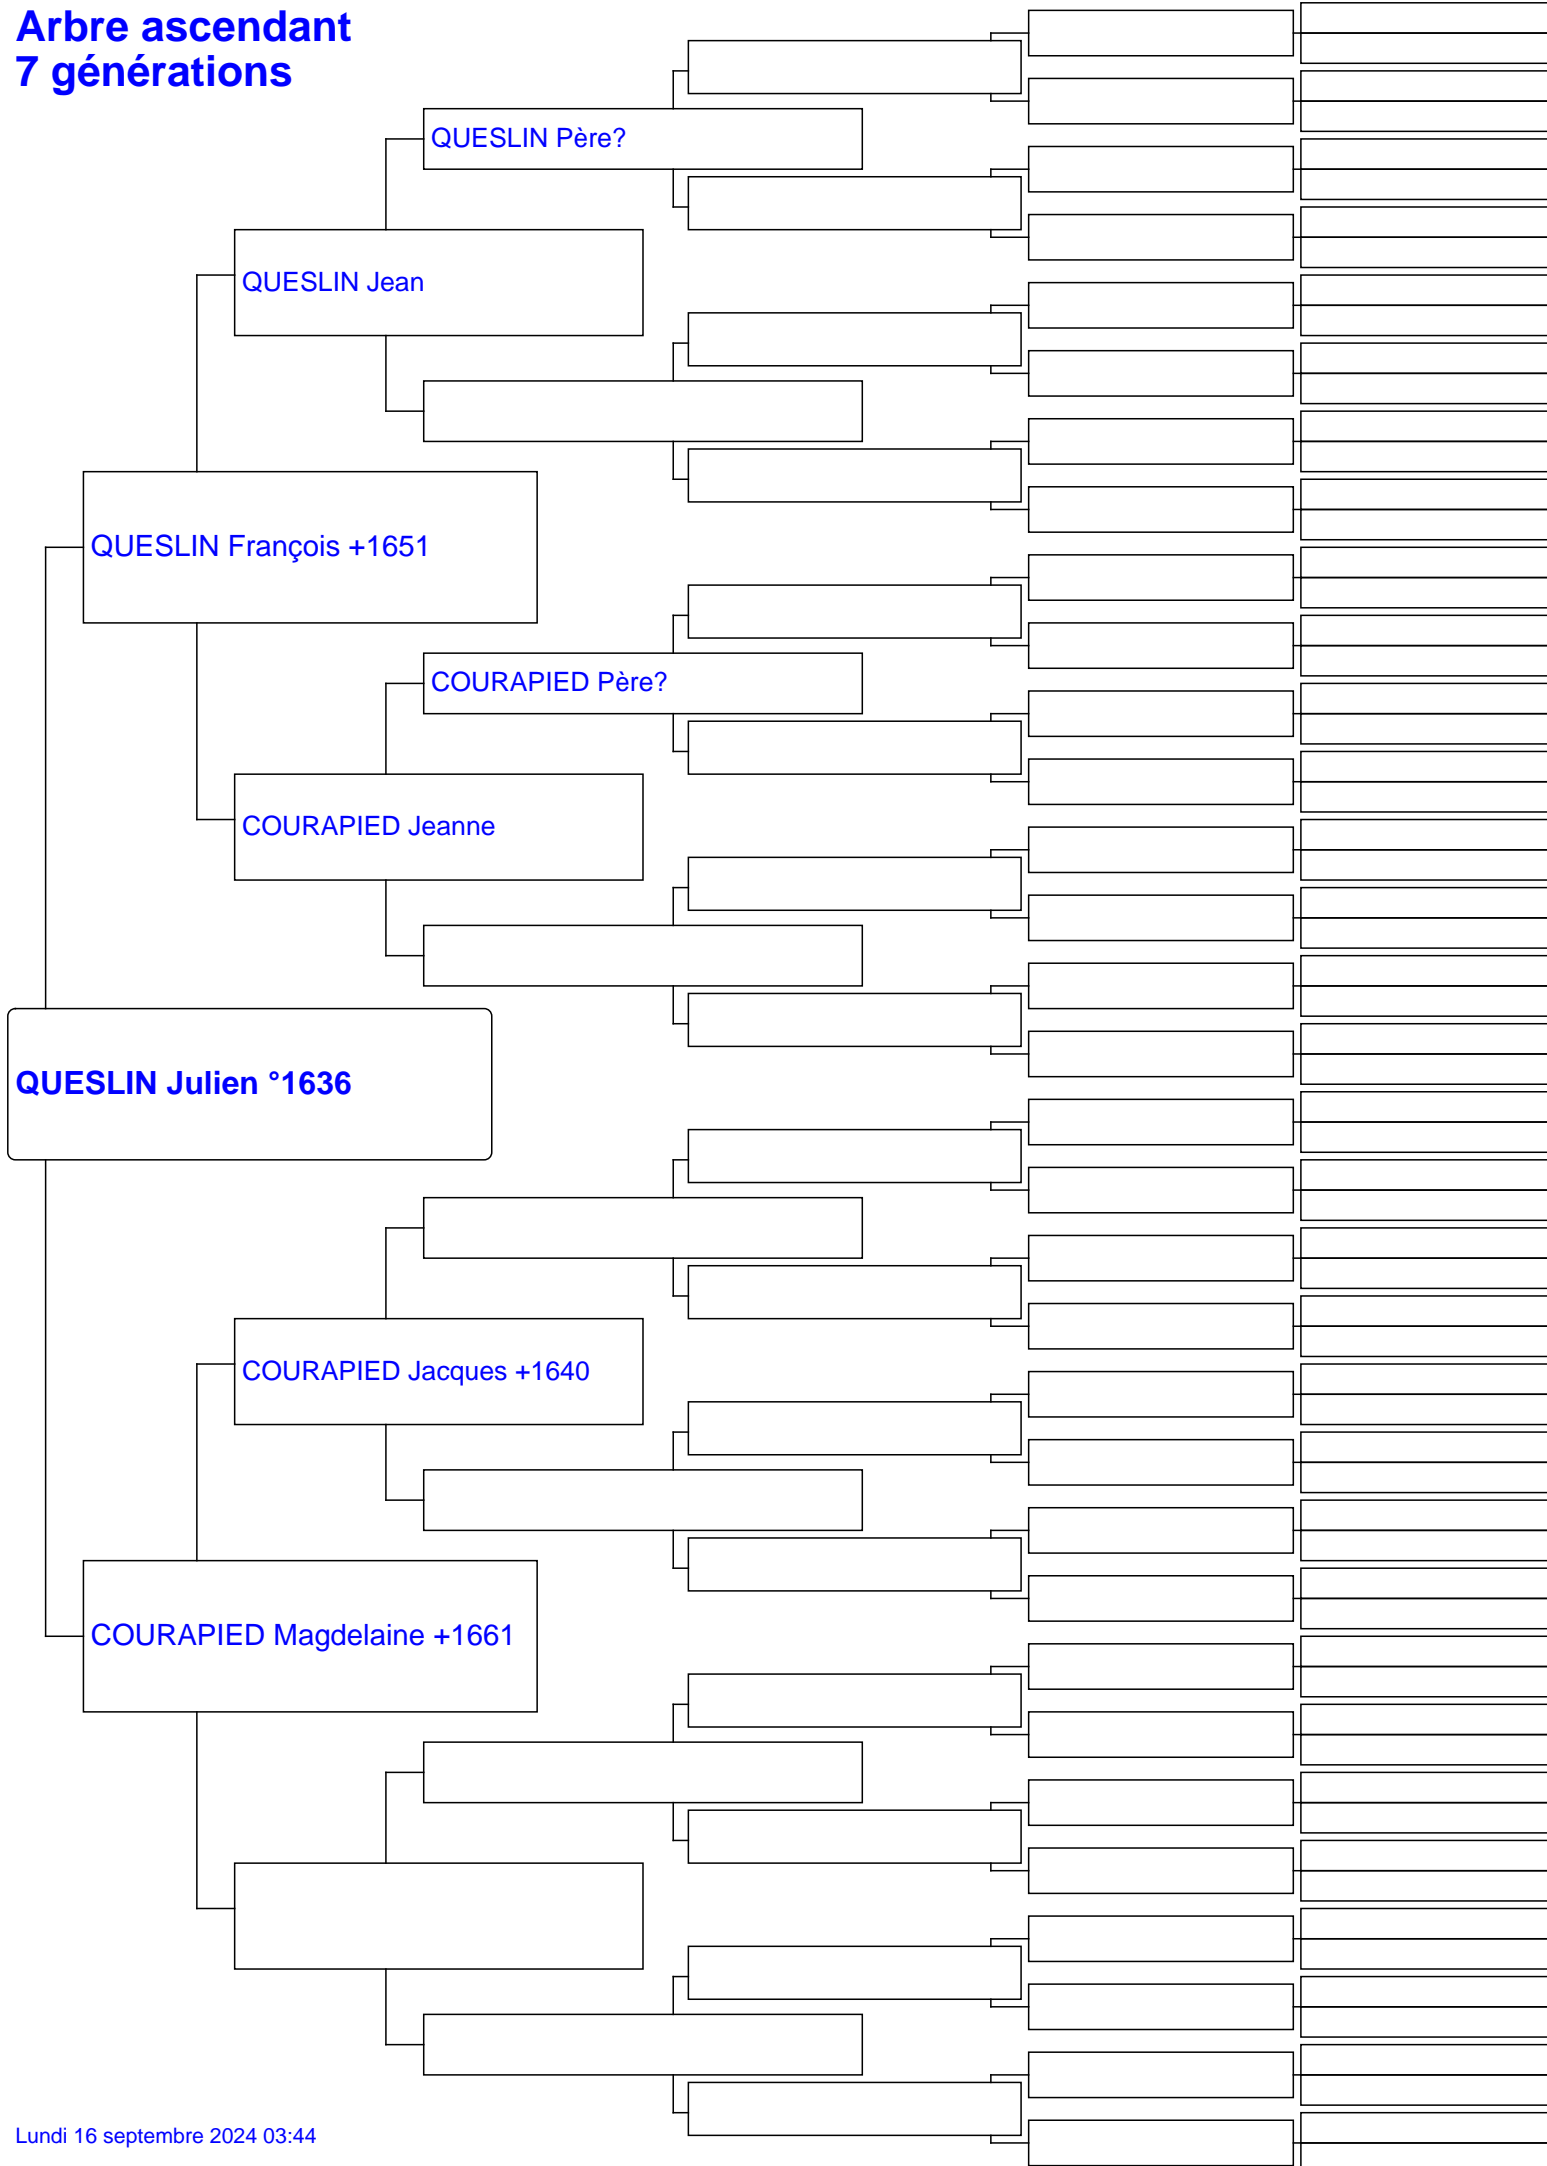 Arbre ascendant
7 générations
QUESLIN Père?
QUESLIN Jean
QUESLIN François +1651
COURAPIED Père?
COURAPIED Jeanne
QUESLIN Julien °1636
COURAPIED Jacques +1640
COURAPIED Magdelaine +1661
Lundi 16 septembre 2024 03:44